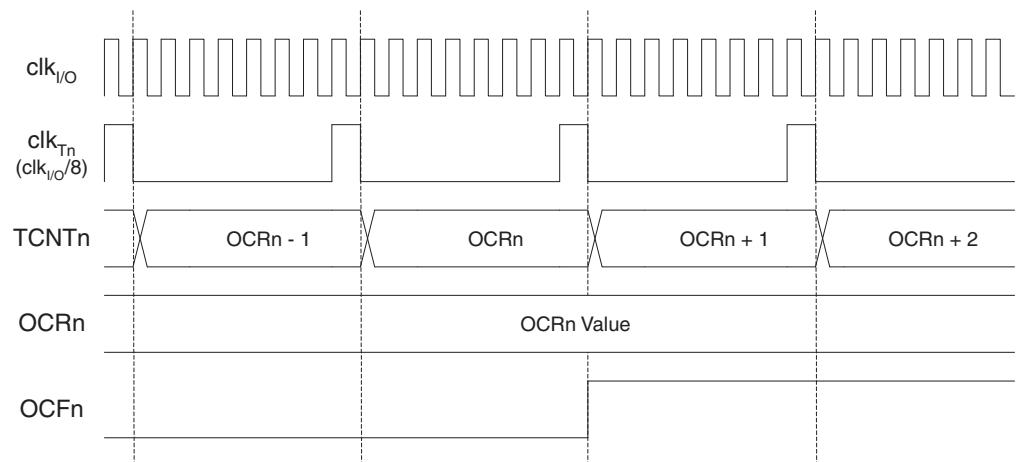 clkI/O
clkTn
(clkI/O/8)
TCNTn
OCRn - 1
OCRn
OCRn + 1
OCRn + 2
OCRn
OCRn Value
OCFn